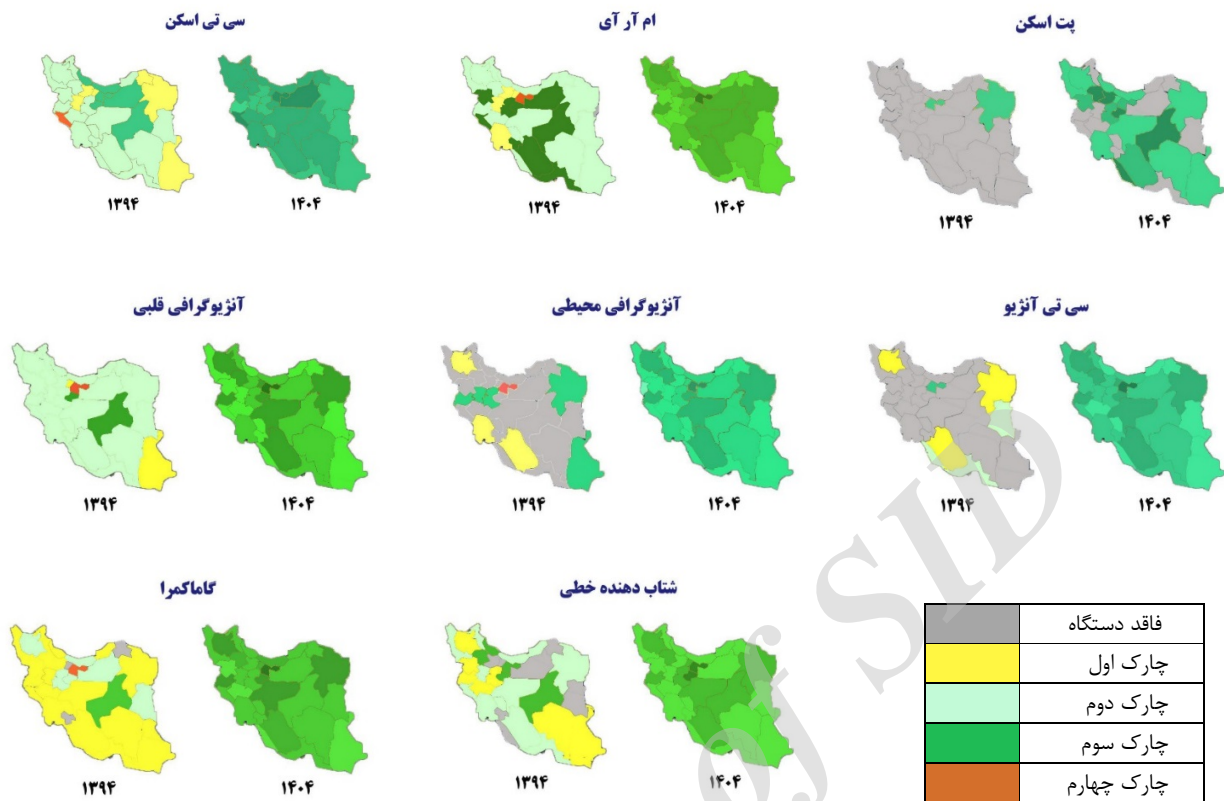 سی تی اسکن
ام آر آی
پت اسکن
۱۳۹۴
۱۴۰۴
۱۳۹۴
۱۴۰۴
۱۳۹۴
۱۴۰۴
آنژیوگرافی قلبی
آنژیوگرافی محیطی
سی تی آنژیو
۱۳۹۴
۱۴۰۴
۱۳۹۴
۱۴۰۴
۱۳۹۴
۱۴۰۴
گاماکمرا
شتاب دهنده خطی
۱۳۹۴
۱۴۰۴
۱۳۹۴
۱۴۰۴
فاقد دستگاه
چارک اول
چارک دوم
چارک سوم
چارک چهارم
of SID